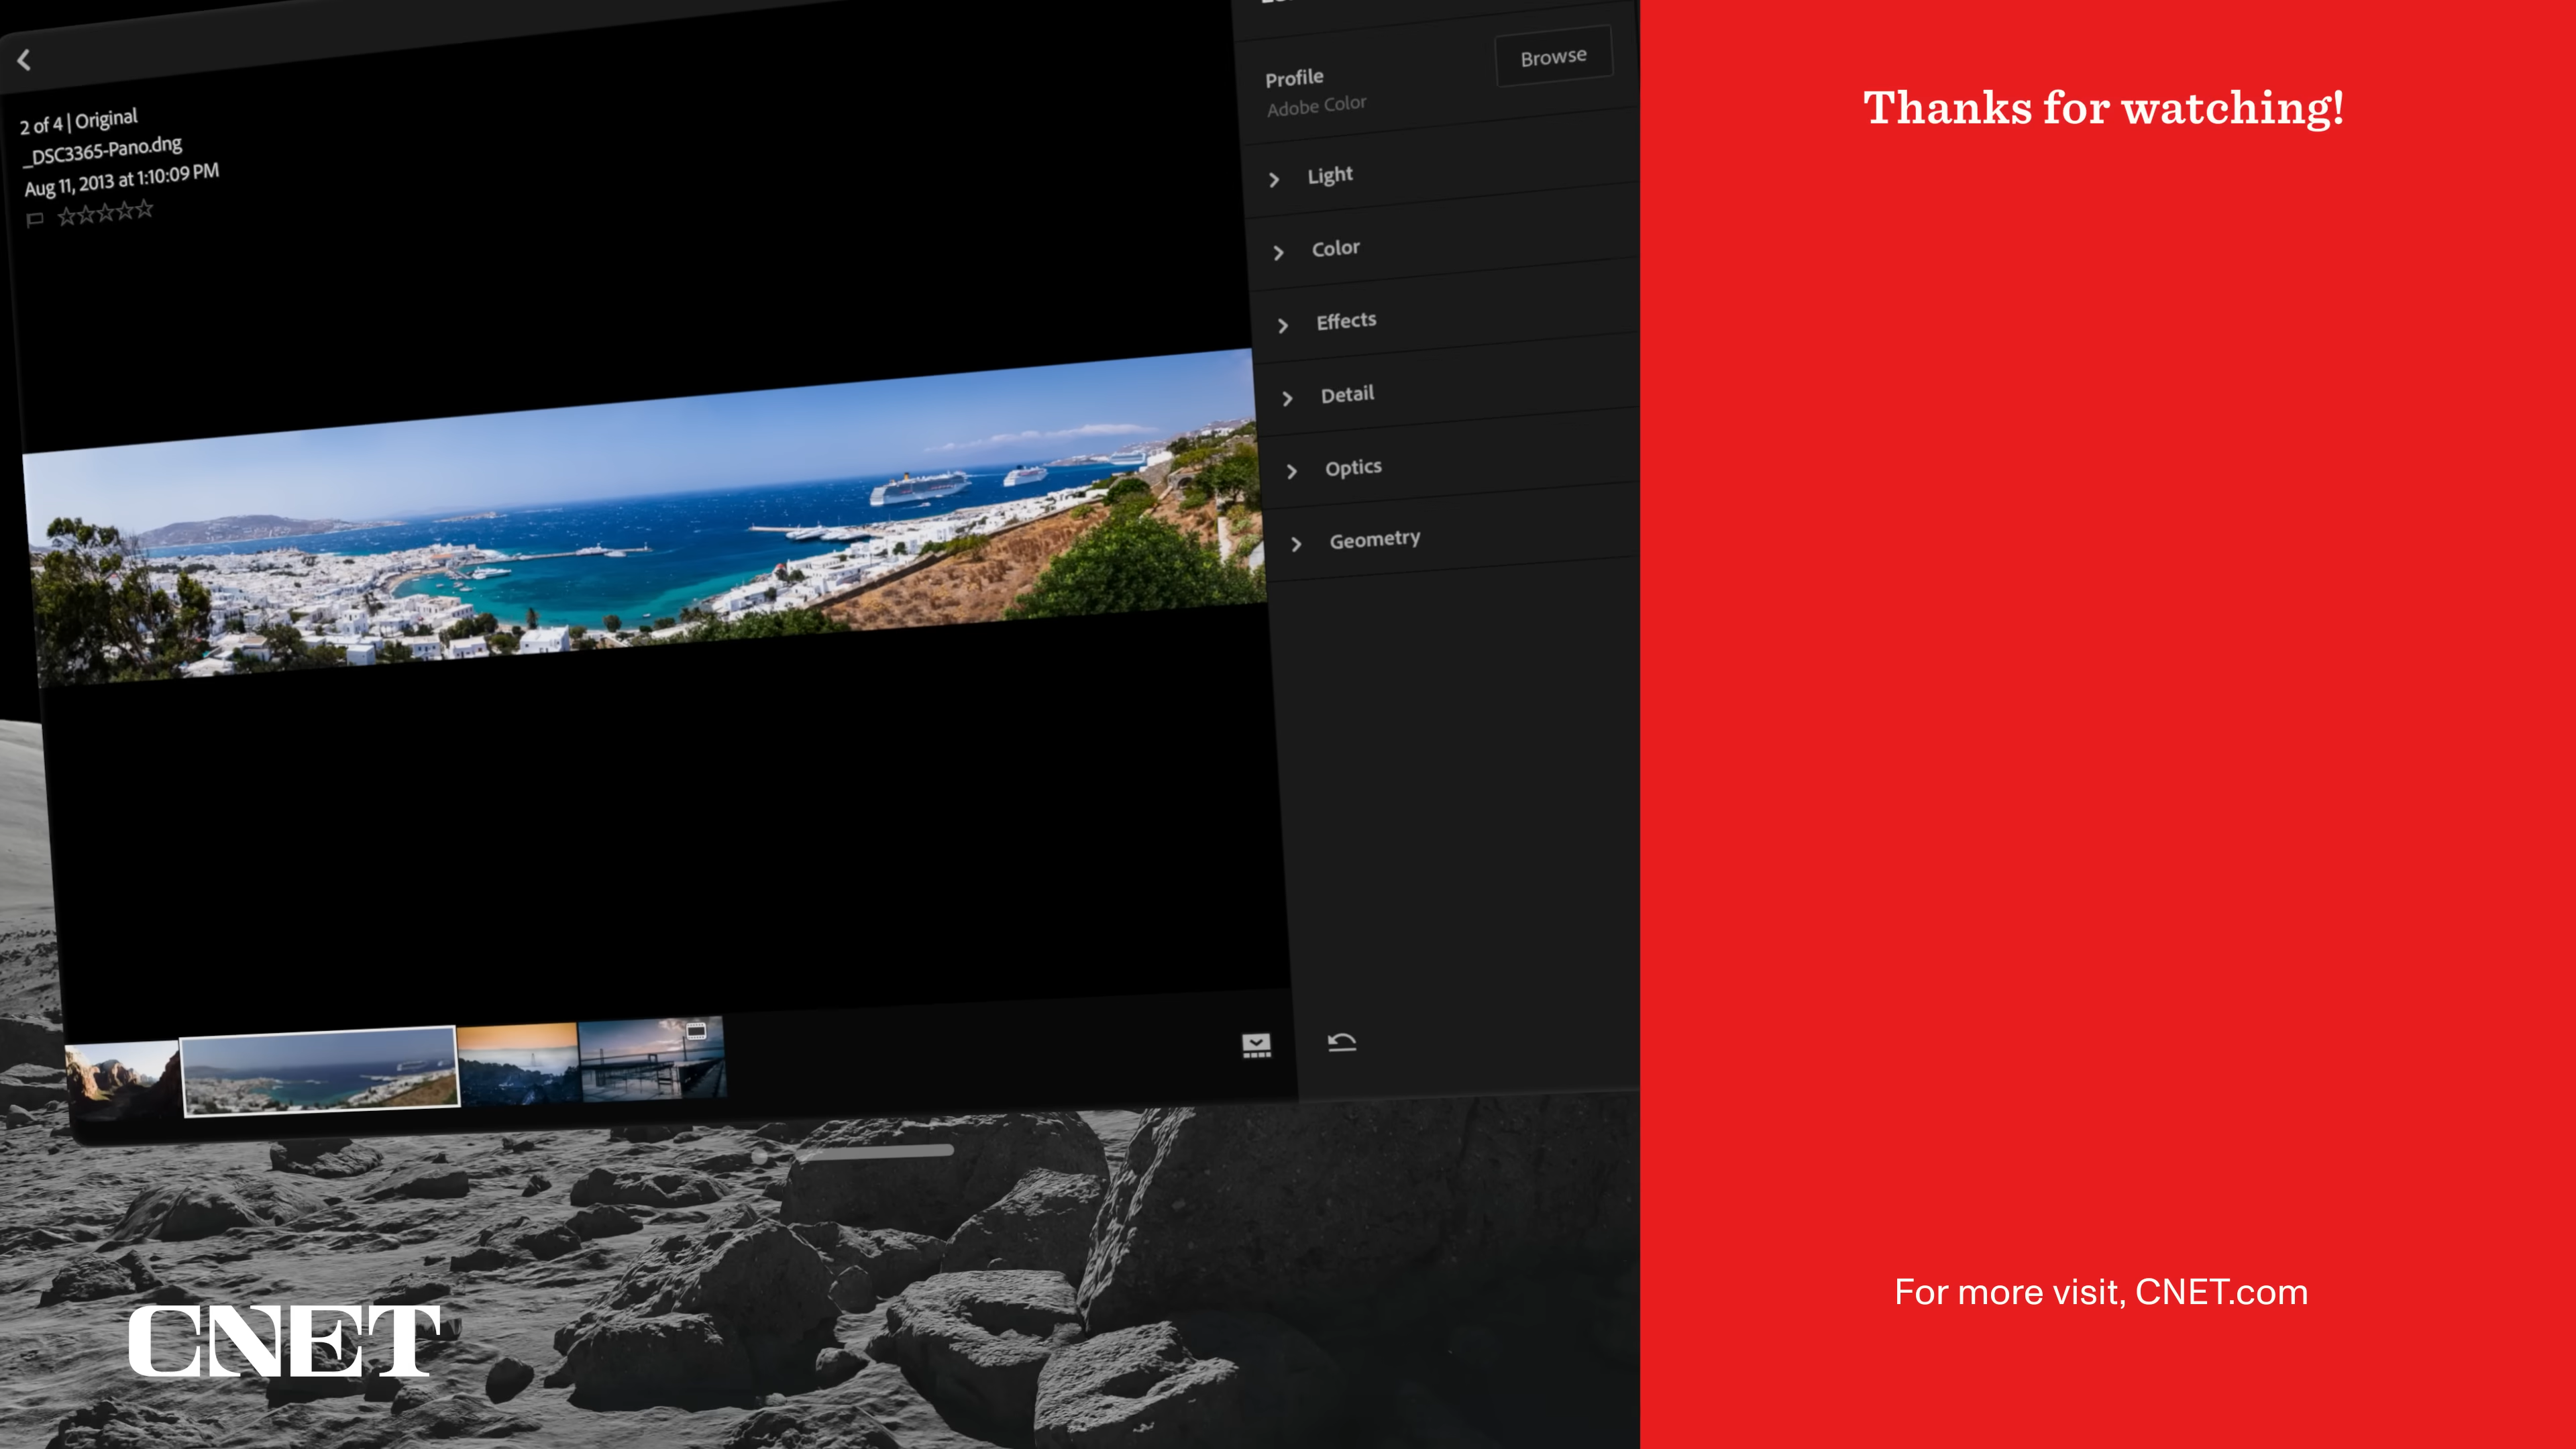 2 of 4 | Original
_DSC3365-Pano.dng
Aug 11, 2013 at 1:10:09 PM
Profile
Adobe Color
Browse
Light
Color
Effects
Detail
Optics
Geometry
CNET
Thanks for watching!
For more visit, CNET.com